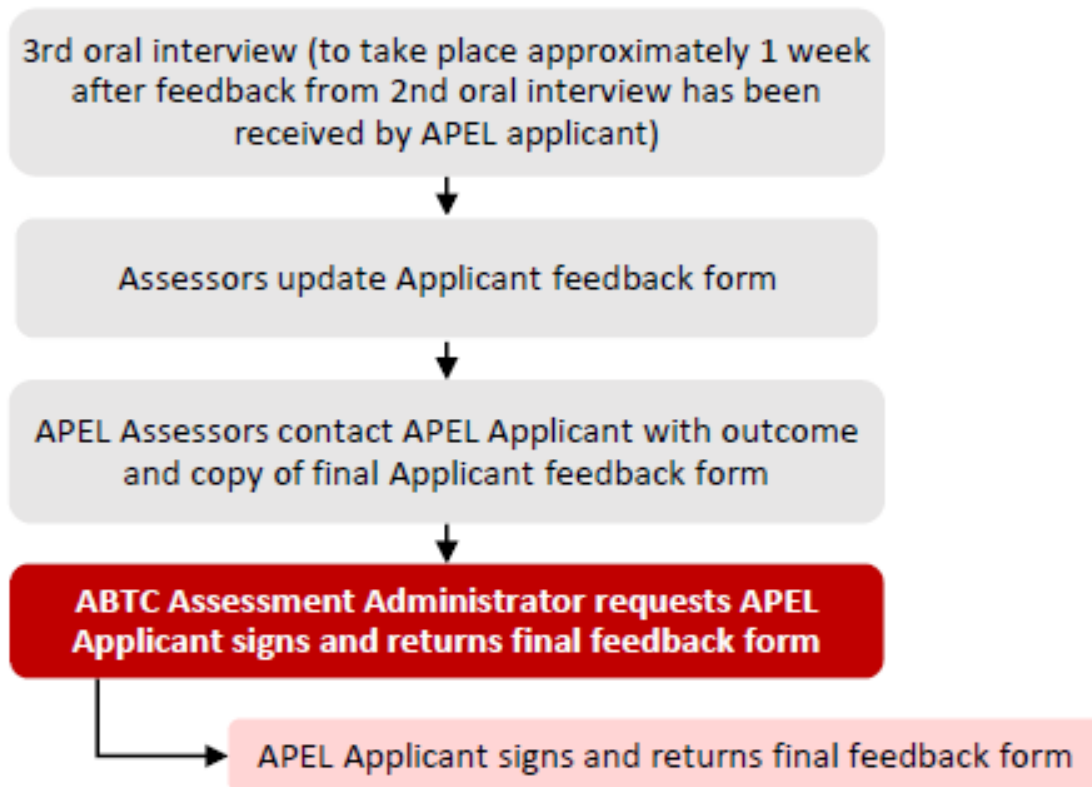 3rd oral interview (to take place approximately 1 week
after feedback from 2nd oral interview has been
received by APEL applicant)
Assessors update Applicant feedback form
APEL Assessors contact APEL Applicant with outcome
and copy of final Applicant feedback form
ABTC Assessment Administrator requests APEL
Applicant signs and returns final feedback form
APEL Applicant signs and returns final feedback form